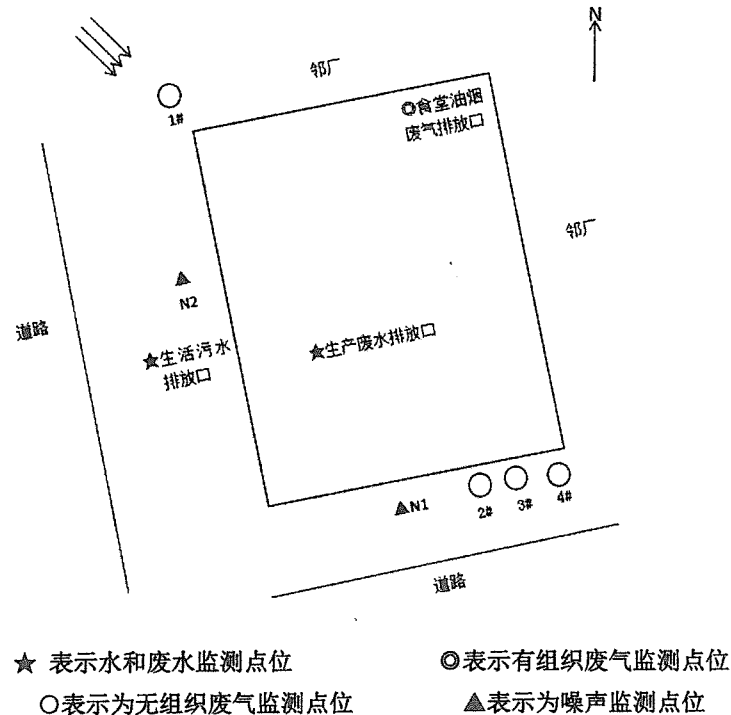 N
邻厂
1#
◎食堂油烟
废气排放口
邻厂
▲
N2
道路
★生活污水
排放口
★生产废水排放口
▲N1
2#
3#
4#
道路
★ 表示水和废水监测点位
◎表示有组织废气监测点位
○表示为无组织废气监测点位
▲表示为噪声监测点位